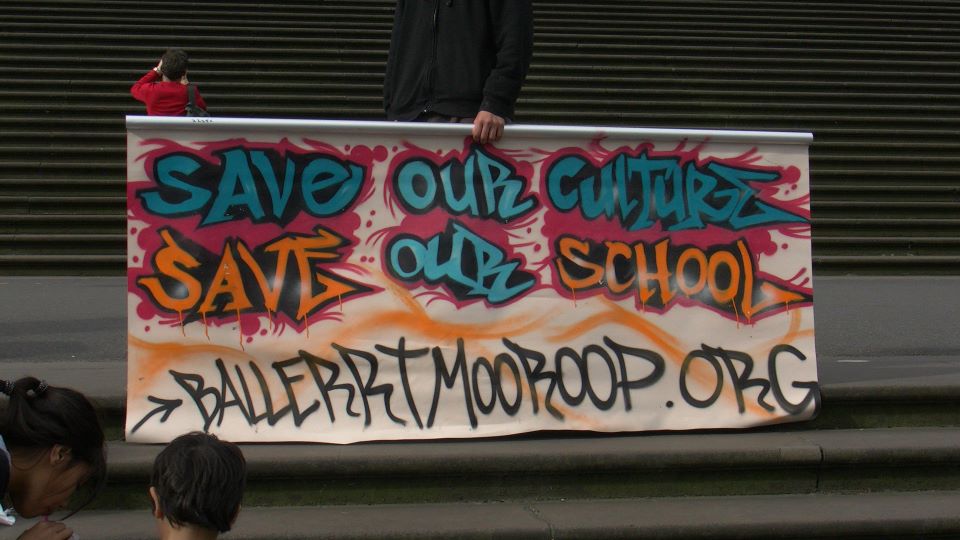 SAVE OUR CULTURE
SAVE OUR SCHOOL
→BALLERRTMOOROOP.ORG